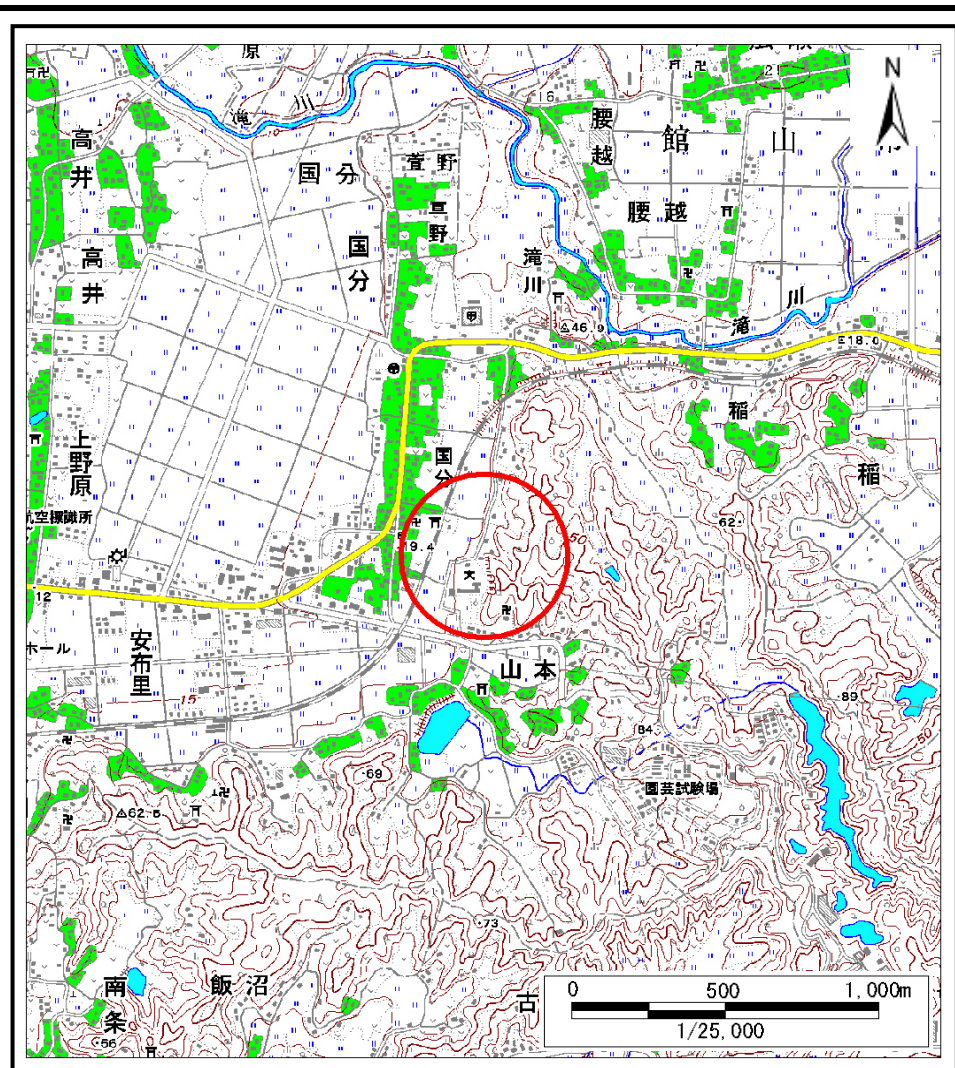 原
21
N
滝
川
6
腰越
館
山
高井
国分
菅野
腰越
国分
滝川
高井
川
滝
46.9
18.0
稲
上野原
国分
稲
62
航空標識所
19.4
50
大
12
ホール
安布里
山本
15
89
84
50
69
園芸試験場
62.5
73
南条
飯沼
古
56
0 500 1,000m
1/25,000